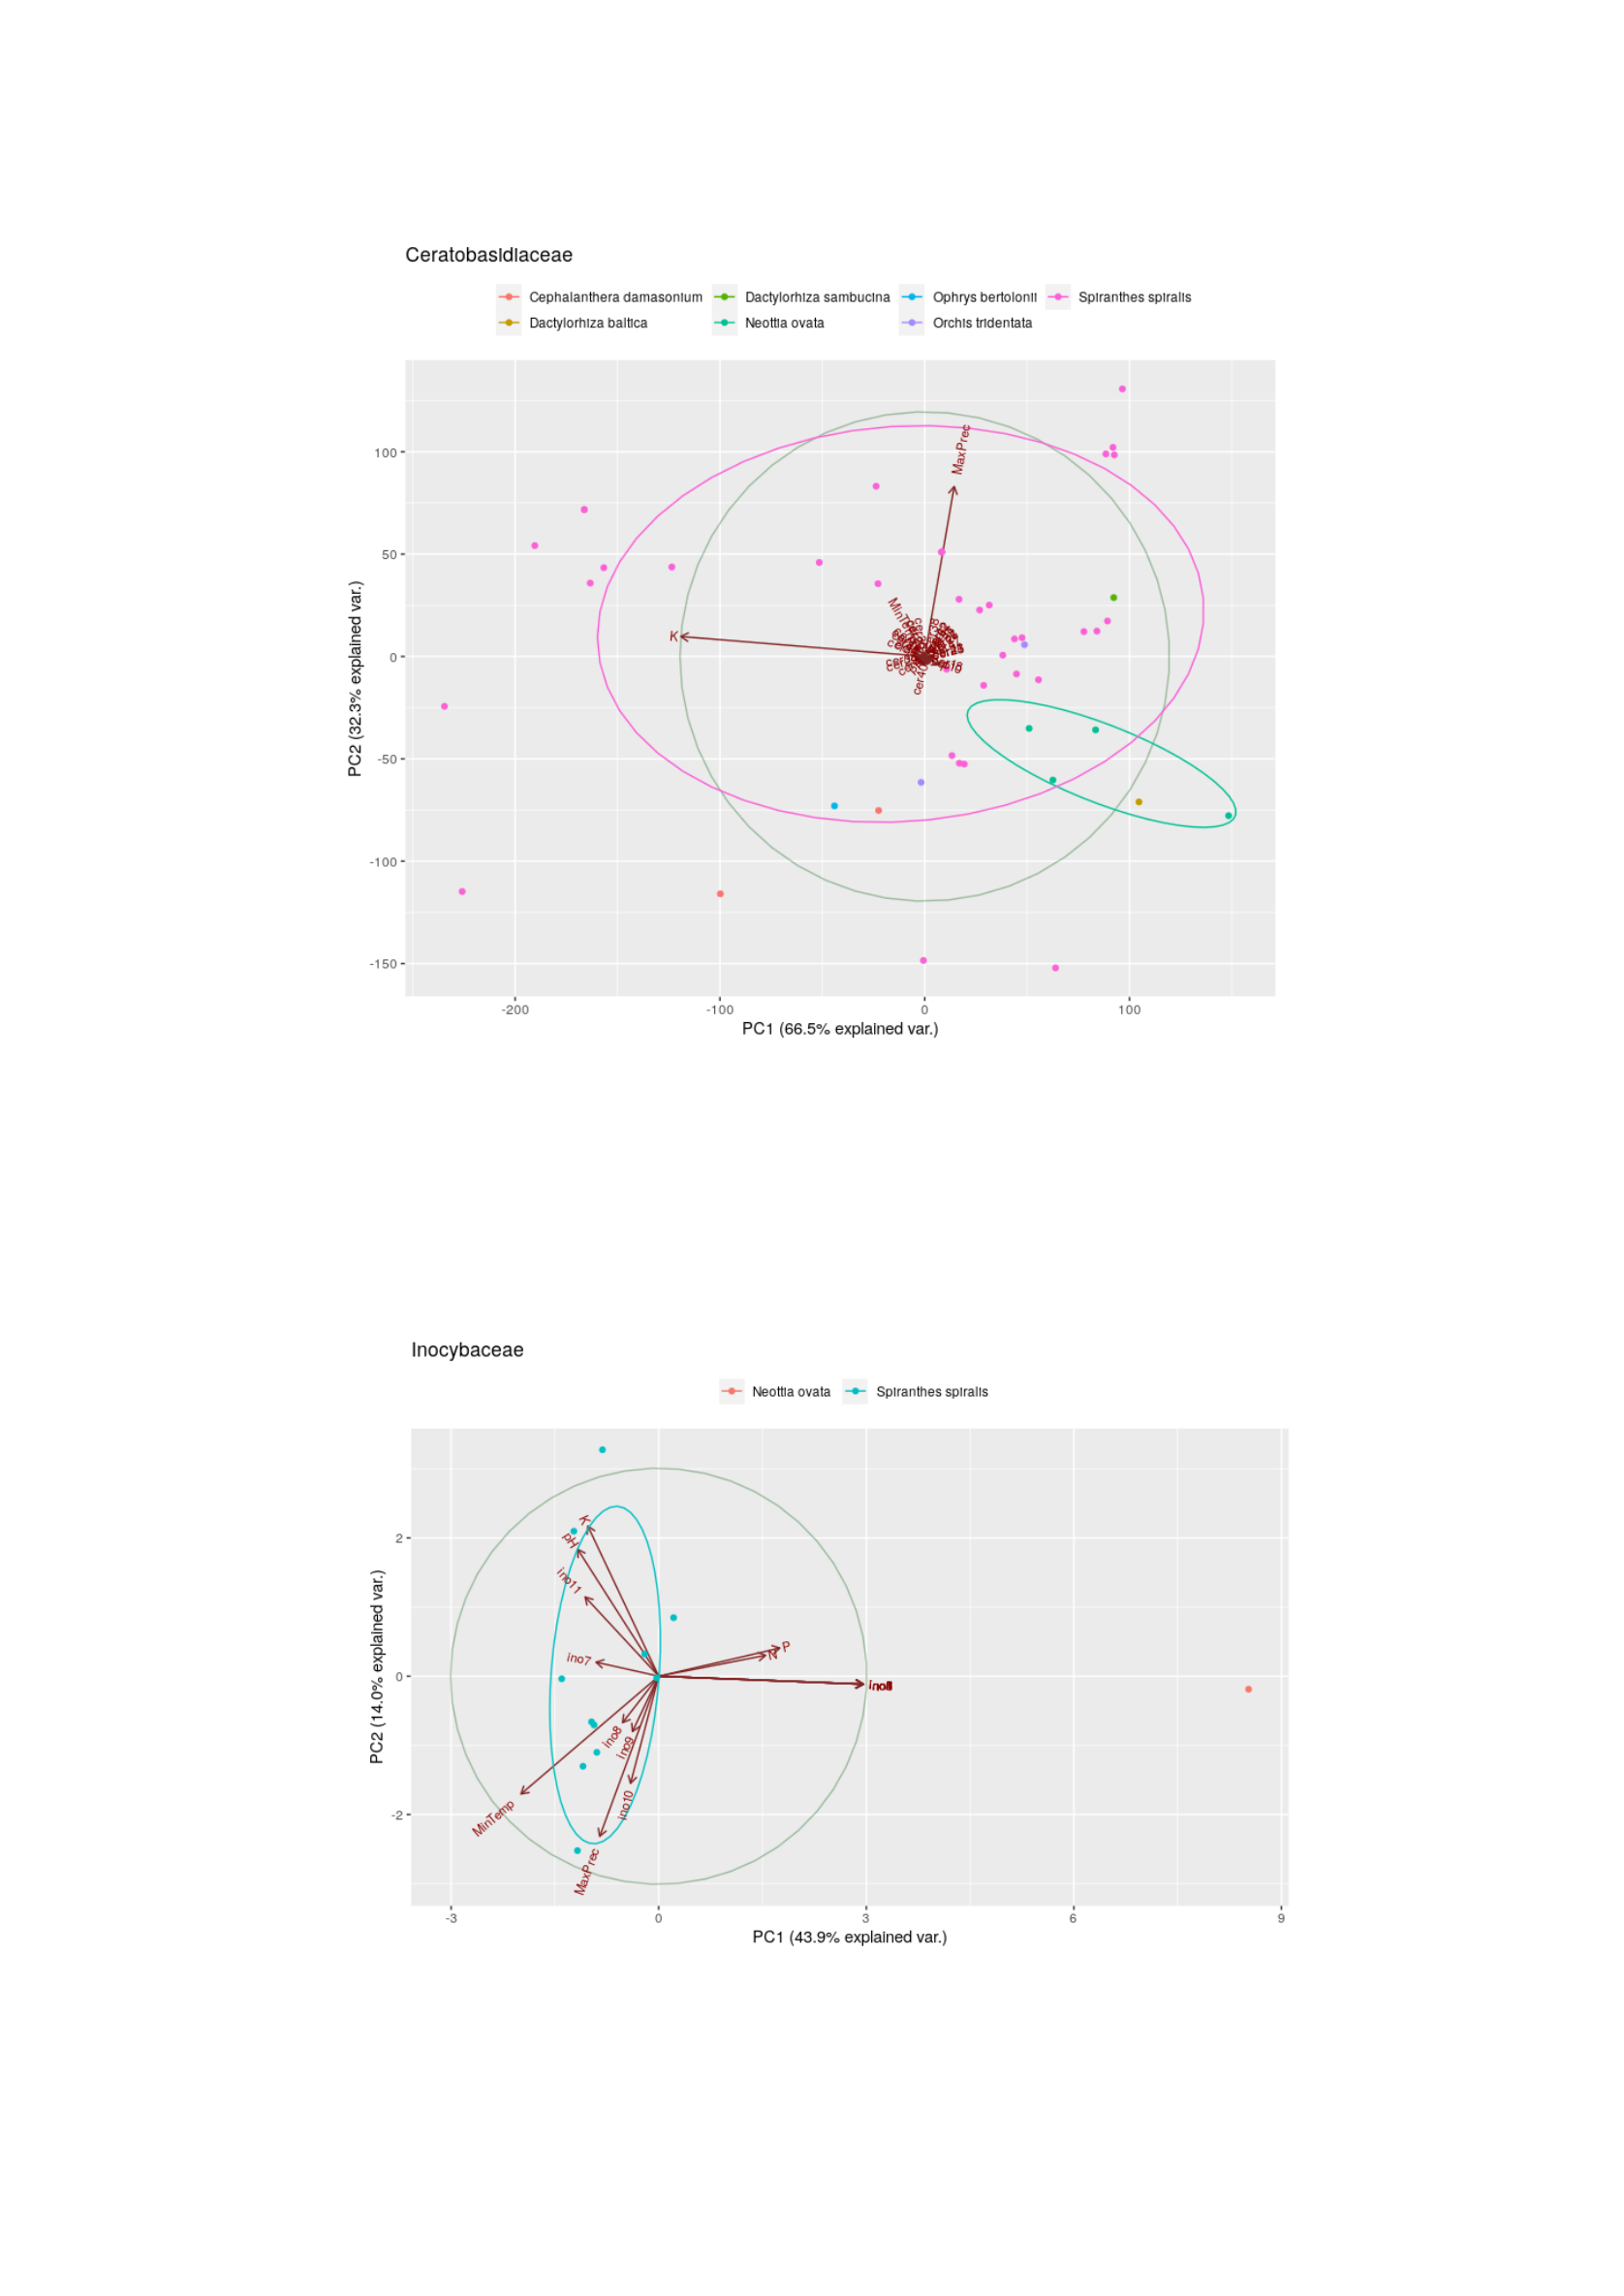 Ceratobasidiaceae
Cephalanthera damasonium Dactylorhiza sambucina Ophrys bertolonii Spiranthes spiralis
Dactylorhiza baltica Neottia ovata Orchis tridentata
MaxPrec
K
100
50
0
-50
-100
-150
PC2 (32.3% explained var.)
-200 -100 0 100
PC1 (66.5% explained var.)
Inocybaceae
Neottia ovata Spiranthes spiralis
K
pH
ino11
ino7
P
N
ino8
ino9
ino10
MinTemp
MaxPrec
2
0
-2
PC2 (14.0% explained var.)
-3 0 3 6 9
PC1 (43.9% explained var.)